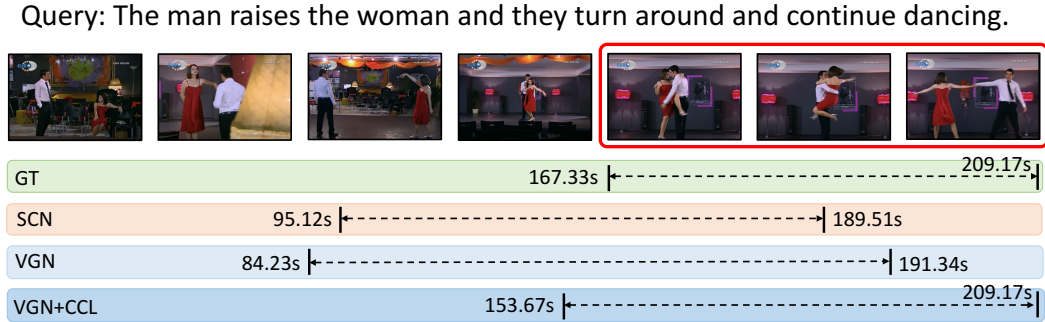 Query: The man raises the woman and they turn around and continue dancing.
GT 167.33s 209.17s
SCN 95.12s 189.51s
VGN 84.23s 191.34s
VGN+CCL 153.67s 209.17s